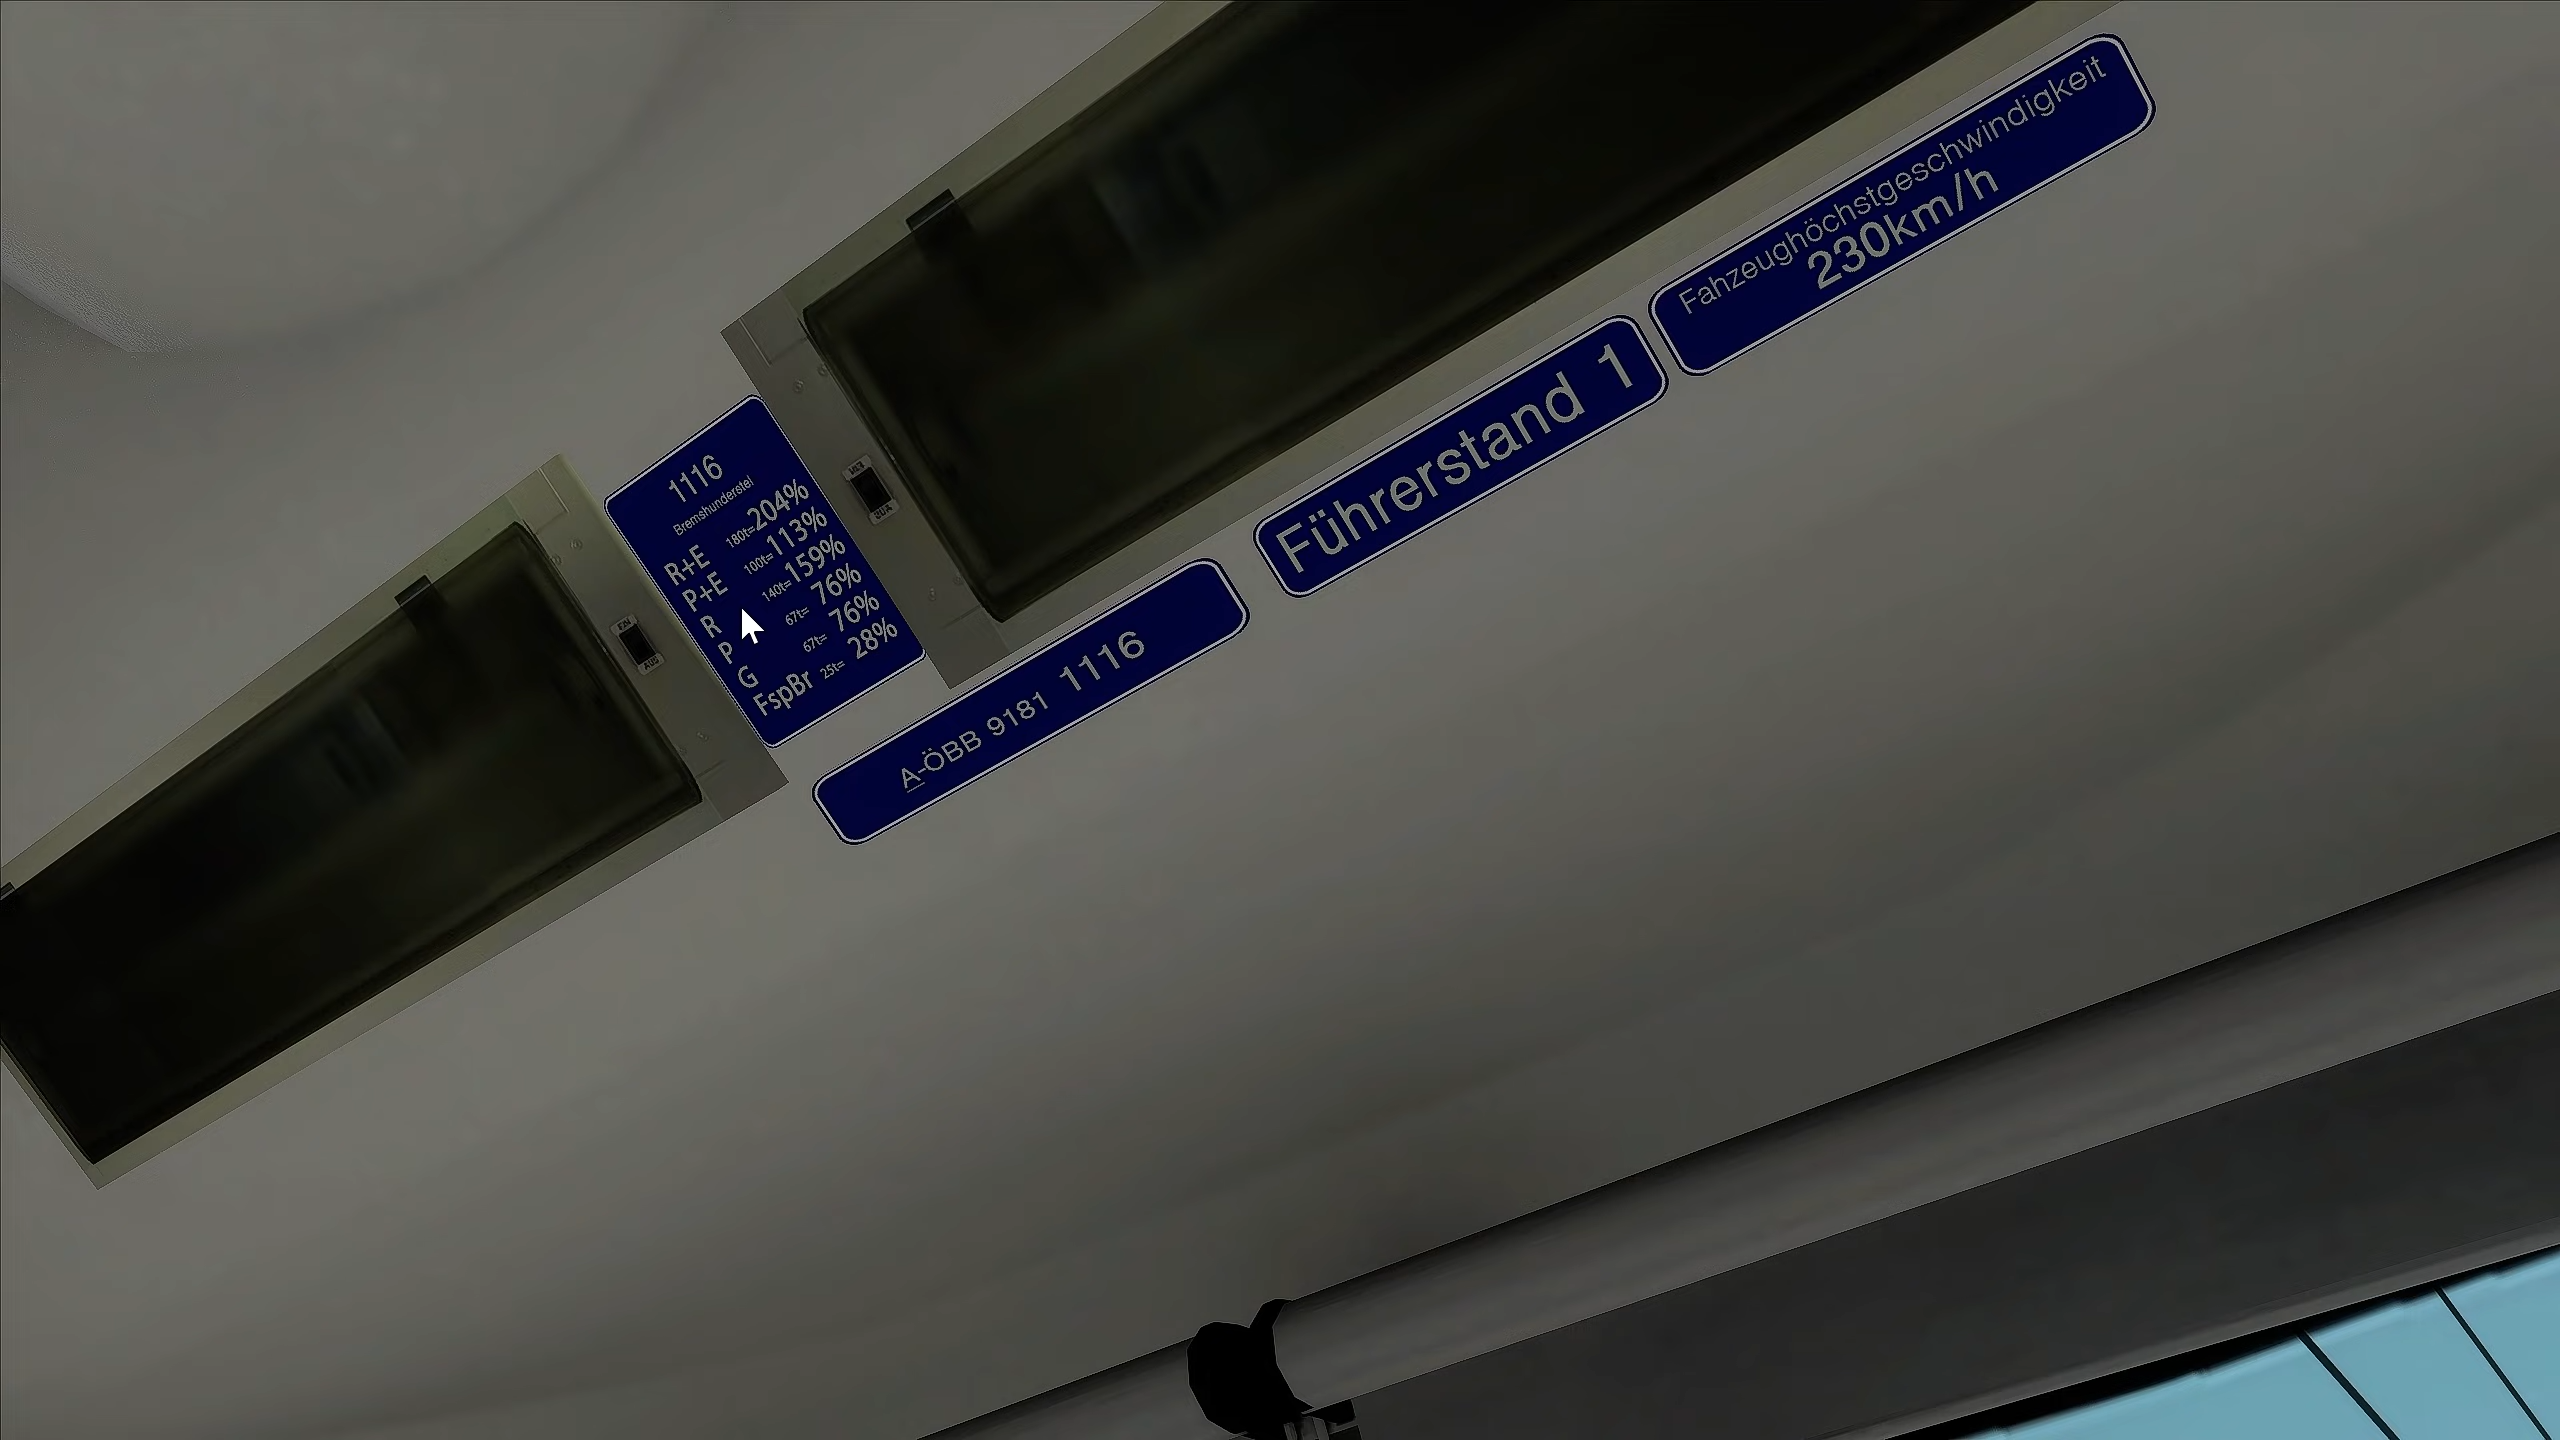 1116
Bremshunderstel
R+E 180t=204%
P+E 100t=113%
R 140t=159%
P 67t= 76%
G 67t= 76%
FspBr 25t= 28%
A-ÖBB 9181 1116
Führerstand 1
Fahzeughöchstgeschwindigkeit
230km/h